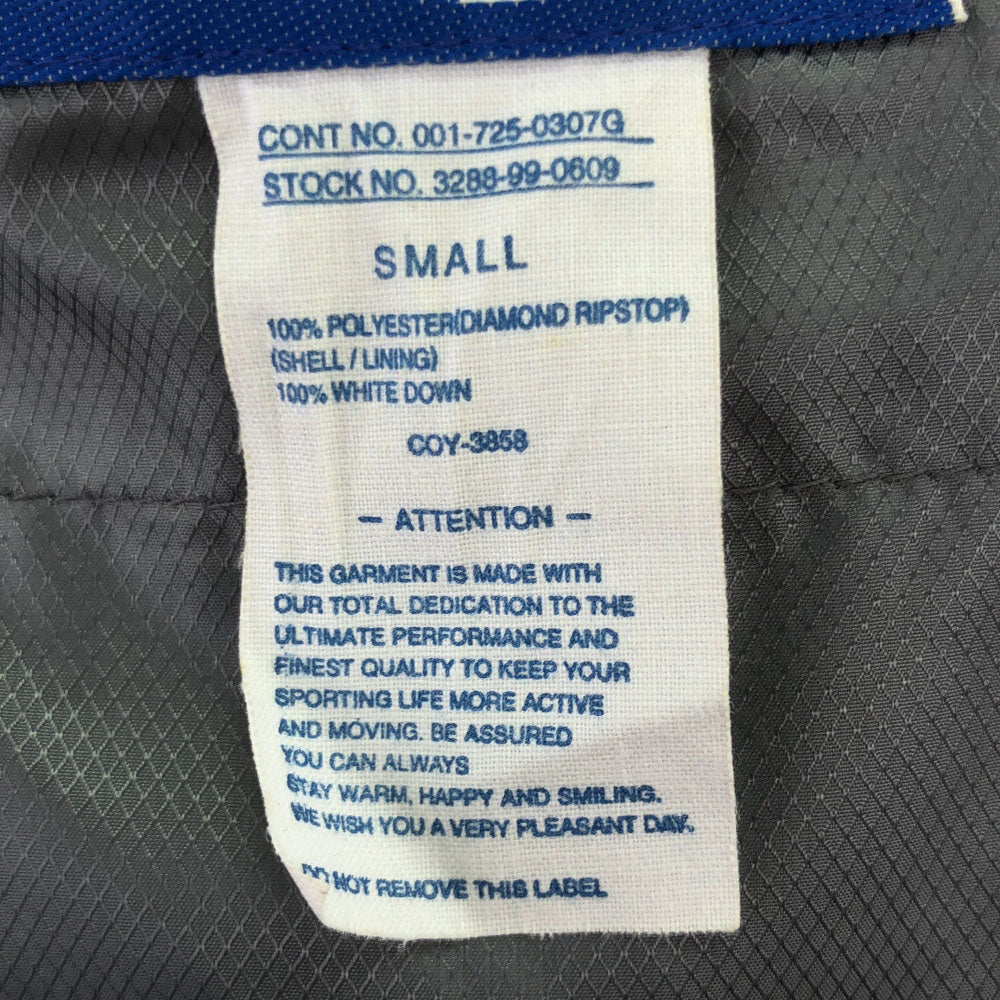 CONT NO. 001-725-0307G
STOCK NO. 3288-99-0609
SMALL
100% POLYESTER(DIAMOND RIPSTOP)
(SHELL / LINING)
100% WHITE DOWN
COY-3858
- ATTENTION -
THIS GARMENT IS MADE WITH
OUR TOTAL DEDICATION TO THE
ULTIMATE PERFORMANCE AND
FINEST QUALITY TO KEEP YOUR
SPORTING LIFE MORE ACTIVE
AND MOVING. BE ASSURED
YOU CAN ALWAYS
STAY WARM, HAPPY AND SMILING.
WE WISH YOU A VERY PLEASANT DAY.
DO NOT REMOVE THIS LABEL